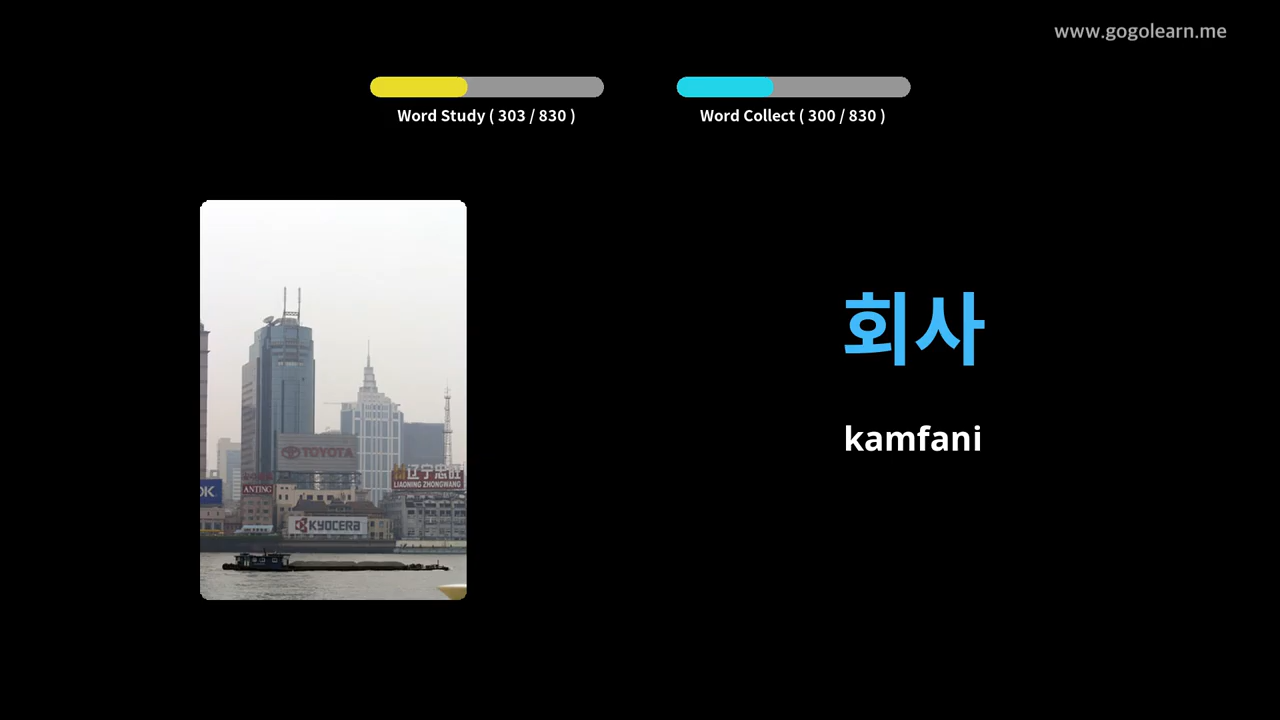 www.gogolearn.me
Word Study ( 303 / 830 )
Word Collect ( 300 / 830 )
회사
kamfani
TOYOTA
辽宁忠旺
LIAONING ZHONGWANG
OK
ANTING
KYOCERA